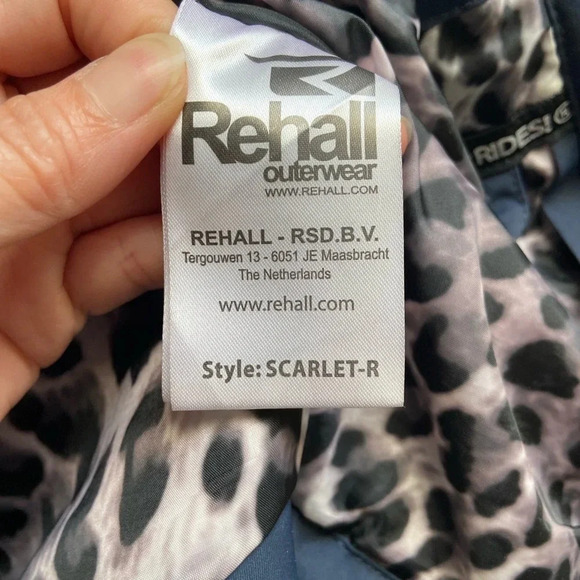 Rehall
outerwear
WWW.REHALL.COM
REHALL - RSD.B.V.
Tergouwen 13 - 6051 JE Maasbracht
The Netherlands
www.rehall.com
Style: SCARLET-R